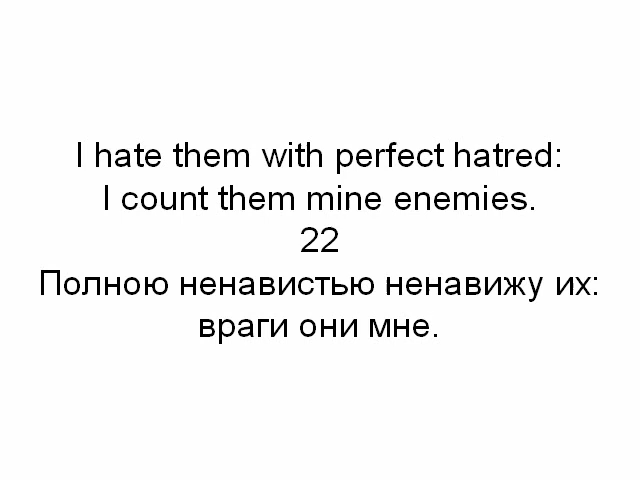 I hate them with perfect hatred:
I count them mine enemies.
22
Полною ненавистью ненавижу их:
враги они мне.